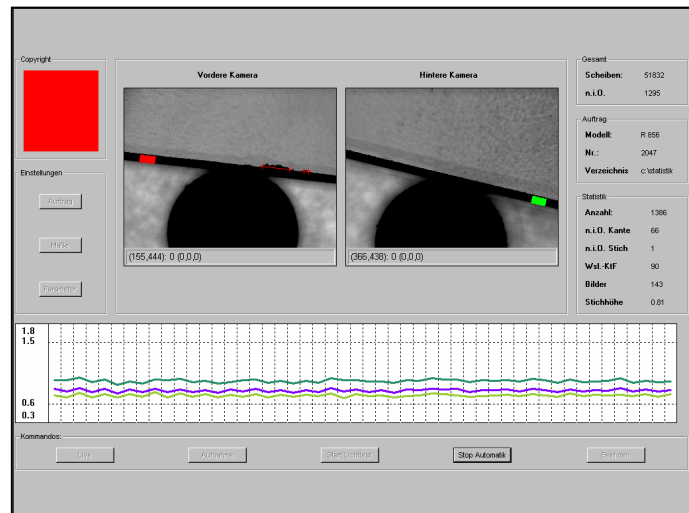 Copyright
Vordere Kamera
Hintere Kamera
(155,444): 0 (0,0,0)
(366,438): 0 (0,0,0)
Einstellungen
Auftrag
Maße
Parameter
Gesamt
Scheiben: 51832
n.i.O. 1295
Auftrag
Modell: R 856
Nr.: 2047
Verzeichnis c:\statistik
Statistik
Anzahl: 1386
n.i.O. Kante 66
n.i.O. Stich 1
Wsl.-KtF 90
Bilder 143
Stichhöhe 0.81
1.8
1.5
0.6
0.3
Kommandos:
Live
Aufnahme
Start Lichttest
Stop Automatik
Beenden